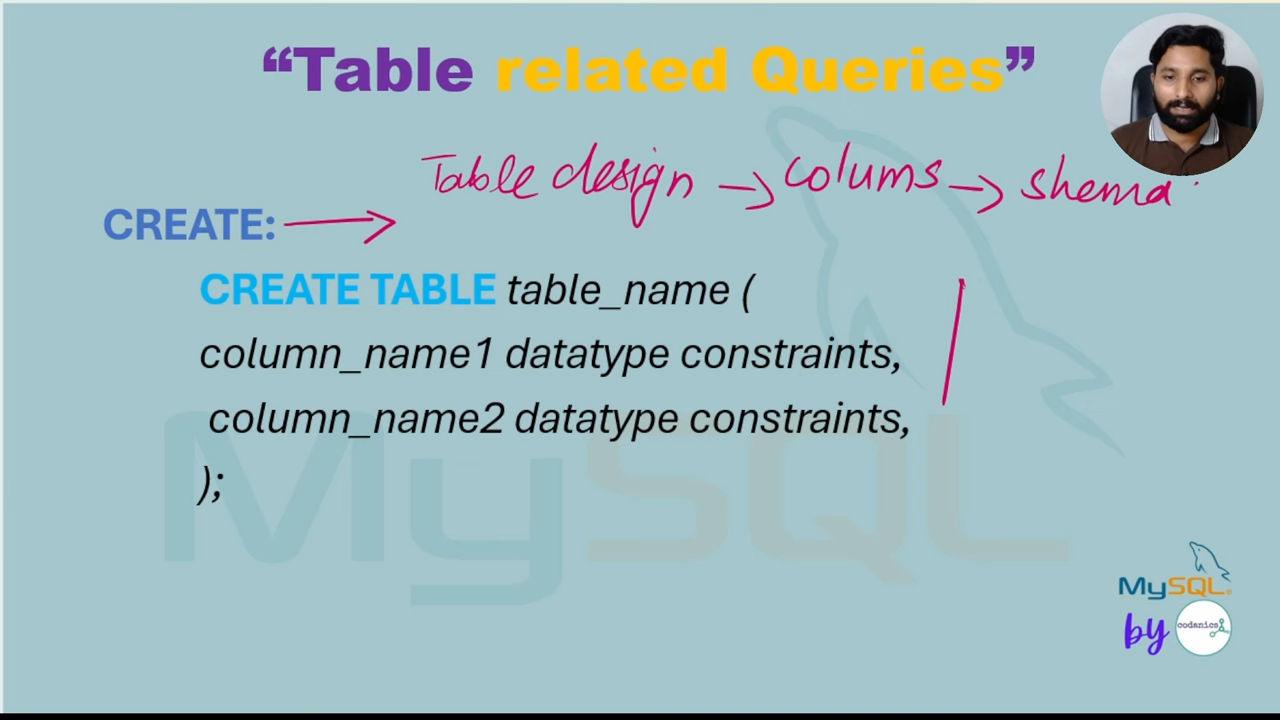 “Table related Queries”
Table design → colums → shema
CREATE:
CREATE TABLE table_name (
column_name1 datatype constraints,
column_name2 datatype constraints,
);
MySQL
MySQL
by codanics